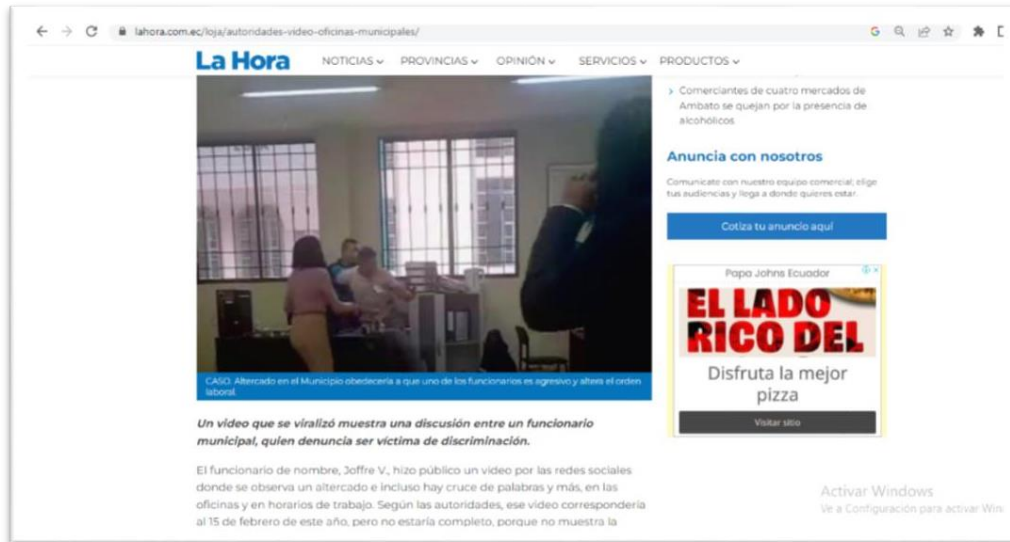 lahora.com.ec/loja/autoridades-video-oficinas-municipales/
La Hora
NOTICIAS
PROVINCIAS
OPINIÓN
SERVICIOS
PRODUCTOS
CASO. Altercado en el Municipio obedecería a que uno de los funcionarios es agresivo y altera el orden
laboral.
Un video que se viralizó muestra una discusión entre un funcionario
municipal, quien denuncia ser víctima de discriminación.
El funcionario de nombre, Joffre V., hizo público un video por las redes sociales
donde se observa un altercado e incluso hay cruce de palabras y más, en las
oficinas y en horarios de trabajo. Según las autoridades, ese video correspondería
al 15 de febrero de este año, pero no estaría completo, porque no muestra la
Comerciantes de cuatro mercados de
Ambato se quejan por la presencia de
alcohólicos
Anuncia con nosotros
Comunícate con nuestro equipo comercial, elige
tus audiencias y llega a donde quieres estar.
Cotiza tu anuncio aquí
Papa Johns Ecuador
EL LADO
RICO DEL
Disfruta la mejor
pizza
Visitar sitio
Activar Windows
Ve a Configuración para activar Win